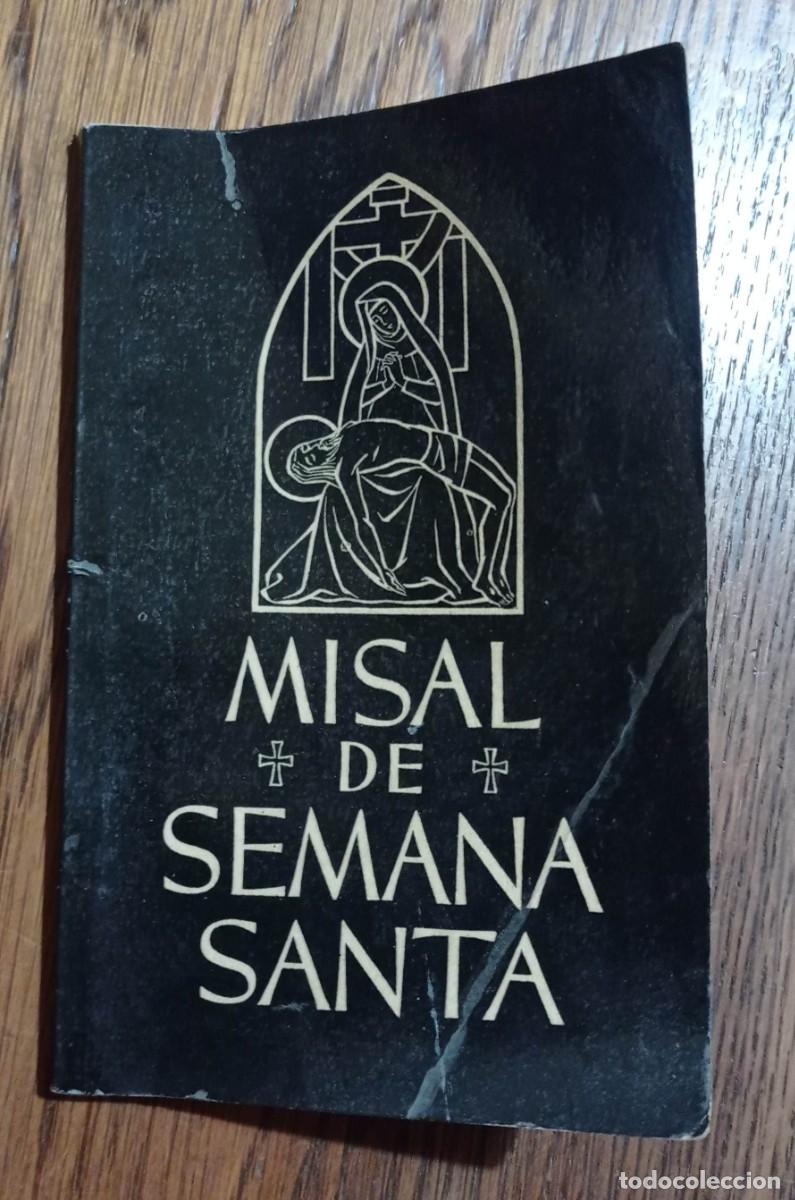 MISAL
DE
SEMANA
SANTA
todocoleccion